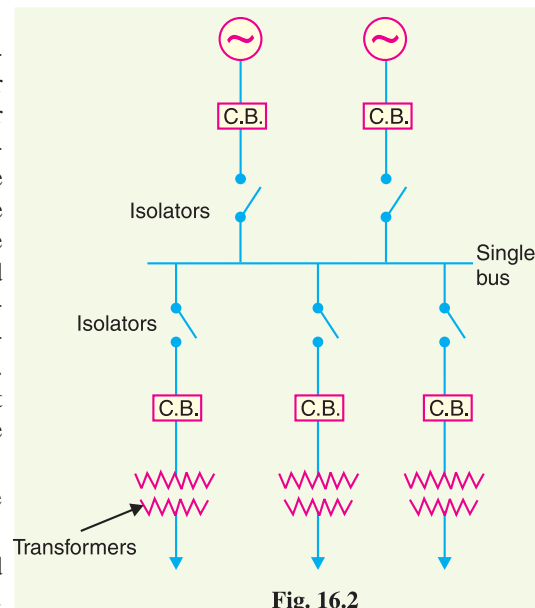 C.B. C.B.
Isolators
Single
bus
Isolators
C.B. C.B. C.B.
Transformers
Fig. 16.2